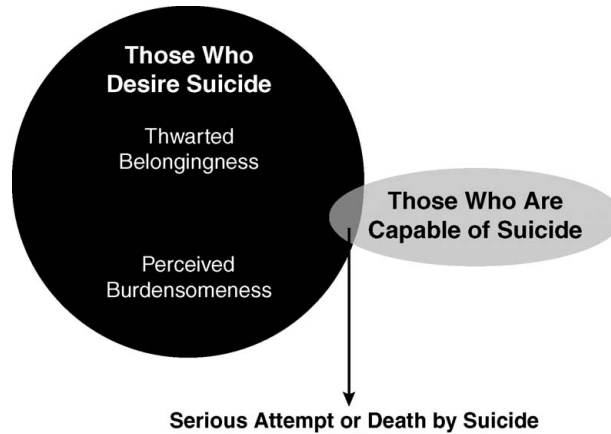 Those Who
Desire Suicide
Thwarted
Belongingness
Perceived
Burdensomeness
Those Who Are
Capable of Suicide
Serious Attempt or Death by Suicide